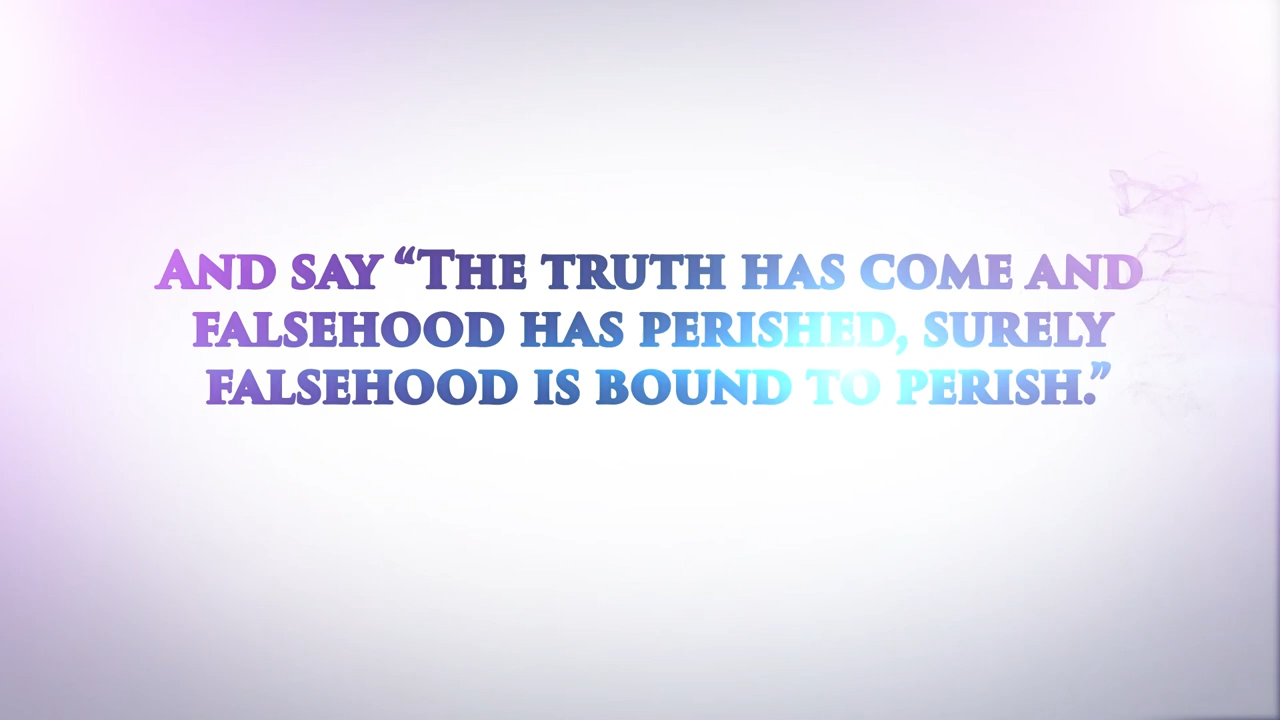 And say “The truth has come and
falsehood has perished, surely
falsehood is bound to perish.”